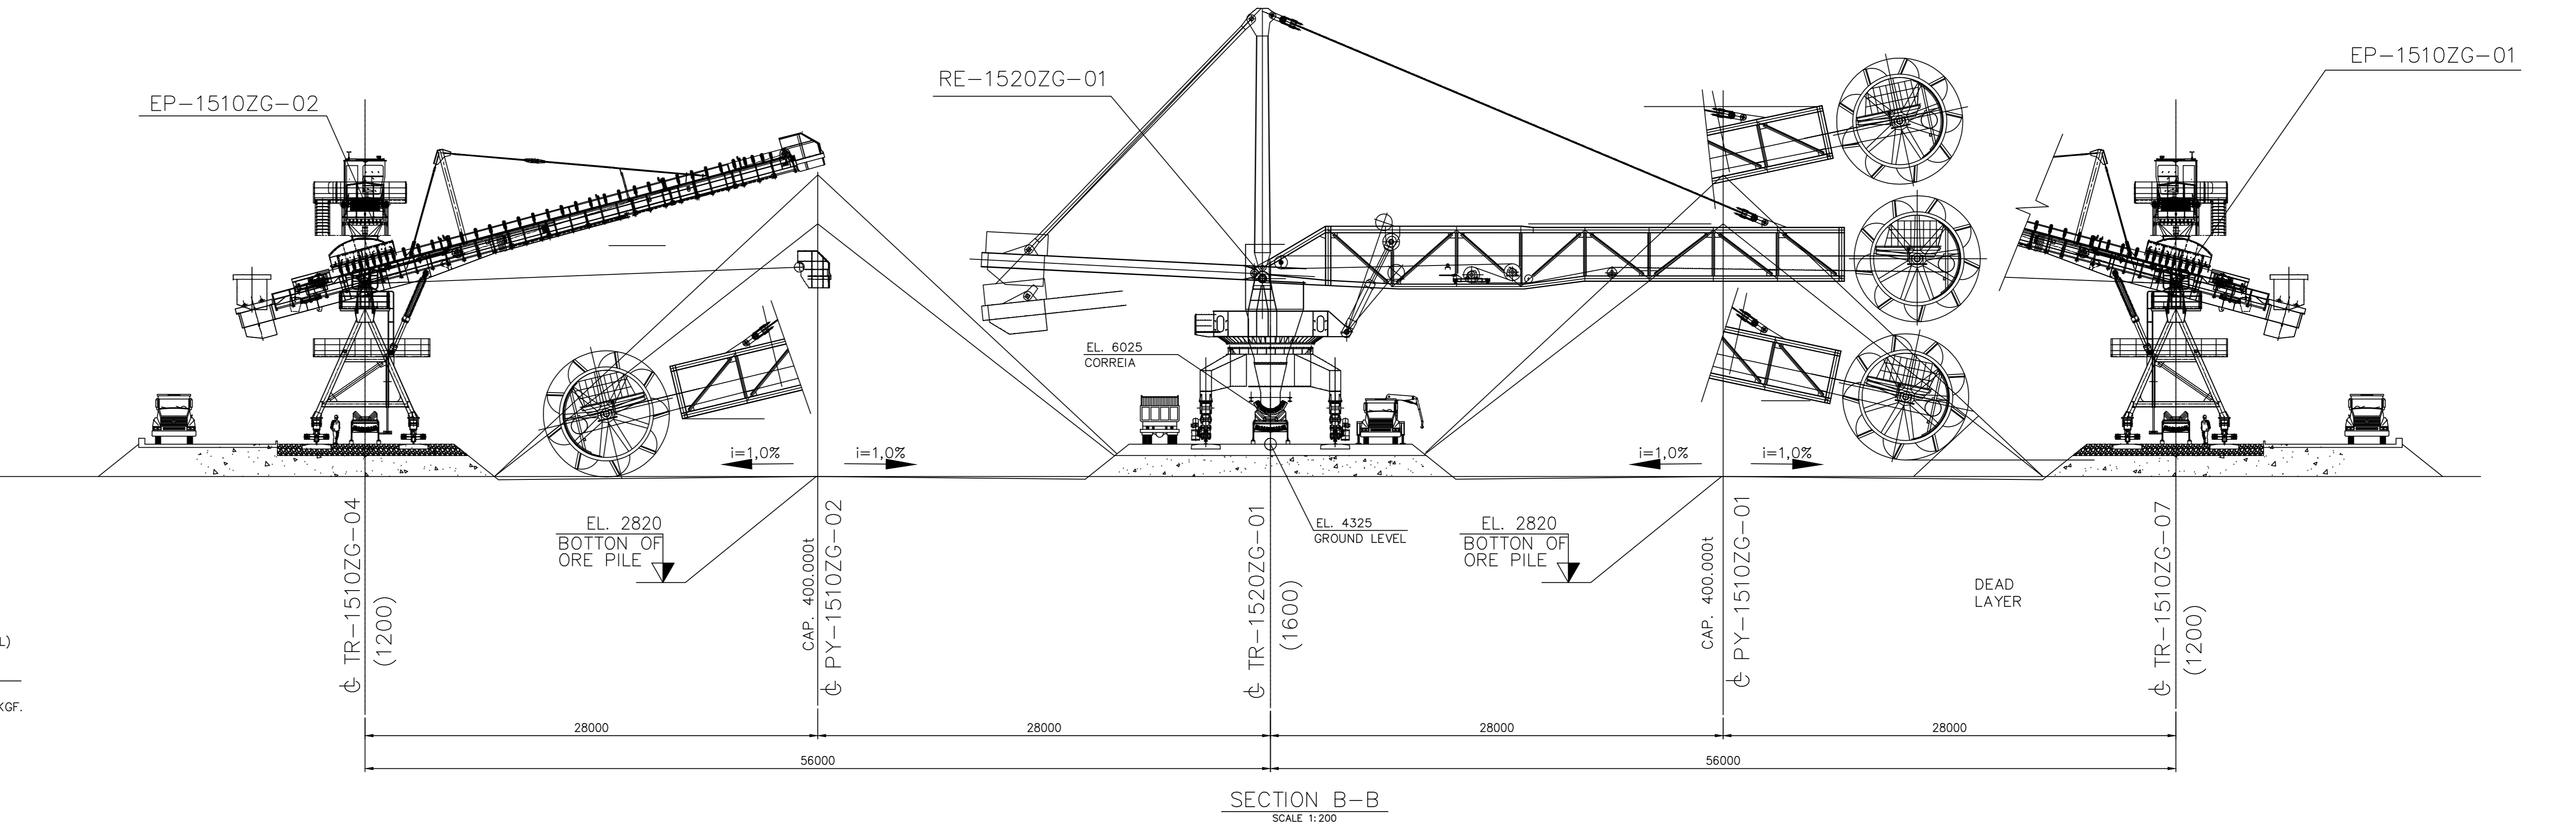 EP-1510ZG-02
RE-1520ZG-01
EP-1510ZG-01
EL. 6025
CORREIA
A
i=1,0%
i=1,0%
i=1,0%
i=1,0%
EL. 2820
BOTTON OF
ORE PILE
EL. 4325
GROUND LEVEL
EL. 2820
BOTTON OF
ORE PILE
DEAD
LAYER
TR-1510ZG-04
(1200)
CAP. 400.000t
PY-1510ZG-02
TR-1520ZG-01
(1600)
CAP. 400.000t
PY-1510ZG-01
TR-1510ZG-07
(1200)
L)
KGF.
28000
28000
28000
28000
56000
56000
SECTION B-B
SCALE 1:200